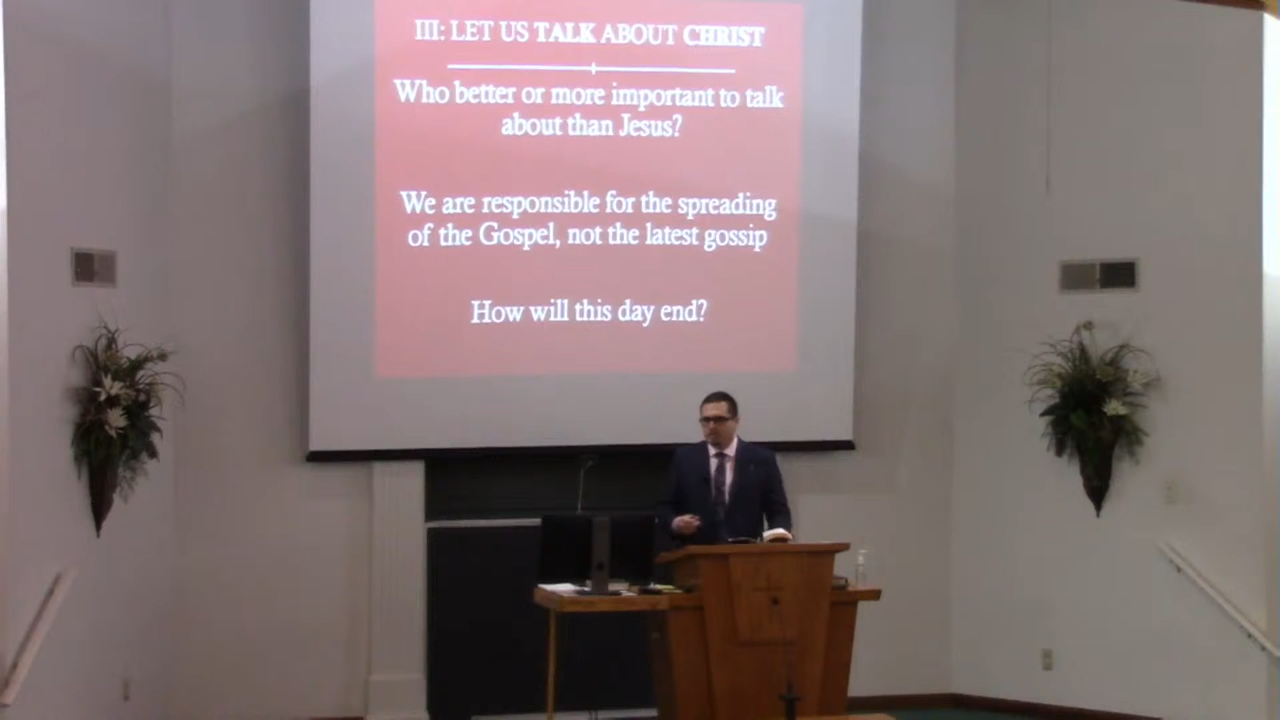 III: LET US TALK ABOUT CHRIST
Who better or more important to talk
about than Jesus?
We are responsible for the spreading
of the Gospel, not the latest gossip
How will this day end?